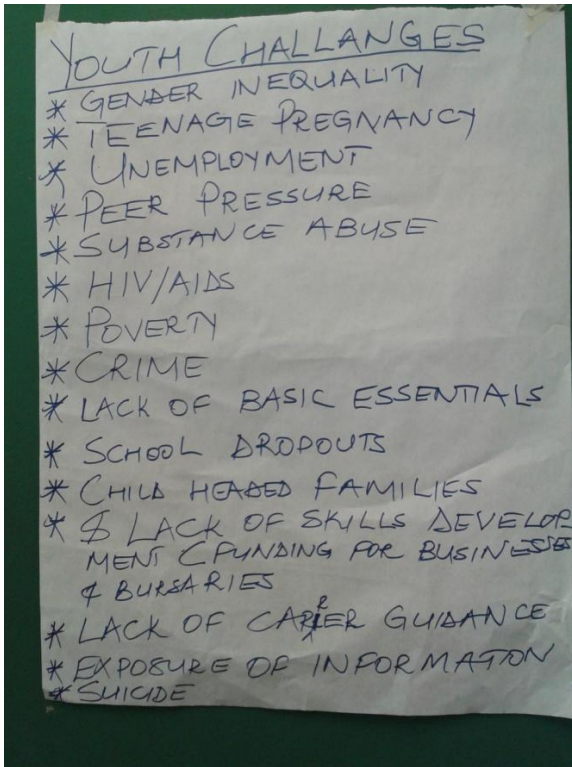 YOUTH CHALLANGES
* GENDER INEQUALITY
* TEENAGE PREGNANCY
* UNEMPLOYMENT
* PEER PRESSURE
* SUBSTANCE ABUSE
* HIV/AIDS
* POVERTY
* CRIME
* LACK OF BASIC ESSENTIALS
* SCHOOL DROPOUTS
* CHILD HEADED FAMILIES
* $ LACK OF SKILLS DEVELOP
MENT (FUNDING FOR BUSINESSES
& BURSARIES
* LACK OF CAREER GUIDANCE
* EXPOSURE OF INFORMATION
* SUICIDE